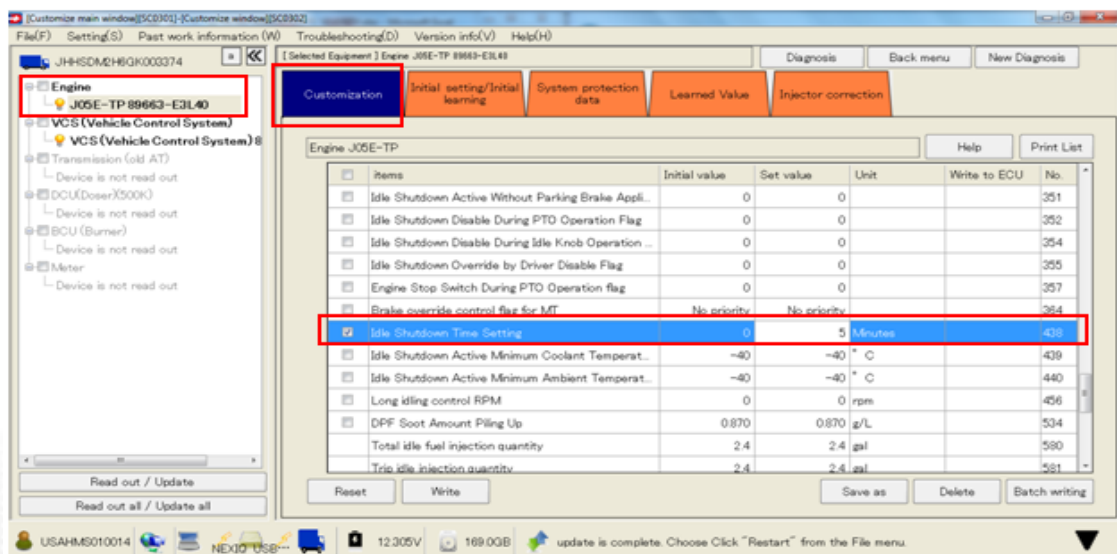 [Customize main window][SC0301]-[Customize window][SC0302]
File(F) Setting(S) Past work information (W) Troubleshooting(D) Version info(V) Help(H)
JHHSDM2H6GK003374
[ Selected Equipment ] Engine J05E-TP 89663-E3L40
Diagnosis Back menu New Diagnosis
Engine
J05E-TP 89663-E3L40
VCS (Vehicle Control System)
VCS (Vehicle Control System) 8
Transmission (old AT)
Device is not read out
DCU(Doser)(500K)
Device is not read out
BCU (Burner)
Device is not read out
Meter
Device is not read out
Read out / Update
Read out all / Update all
Customization
Initial setting/Initial learning
System protection data
Learned Value
Injector correction
Engine J05E-TP
Help Print List
items Initial value Set value Unit Write to ECU No.
Idle Shutdown Active Without Parking Brake Appli... 0 0 351
Idle Shutdown Disable During PTO Operation Flag 0 0 352
Idle Shutdown Disable During Idle Knob Operation ... 0 0 354
Idle Shutdown Override by Driver Disable Flag 0 0 355
Engine Stop Switch During PTO Operation flag 0 0 357
Brake override control flag for MT No priority No priority 364
Idle Shutdown Time Setting 0 5 Minutes 438
Idle Shutdown Active Minimum Coolant Temperat... -40 -40 ° C 439
Idle Shutdown Active Minimum Ambient Temperat... -40 -40 ° C 440
Long idling control RPM 0 0 rpm 456
DPF Soot Amount Piling Up 0.870 0.870 g/L 534
Total idle fuel injection quantity 2.4 2.4 gal 580
Trip idle injection quantity 2.4 2.4 gal 581
Reset Write Save as Delete Batch writing
USAHMS010014 NEXIQ USB... 12.305V 169.0GB update is complete. Choose Click "Restart" from the File menu.